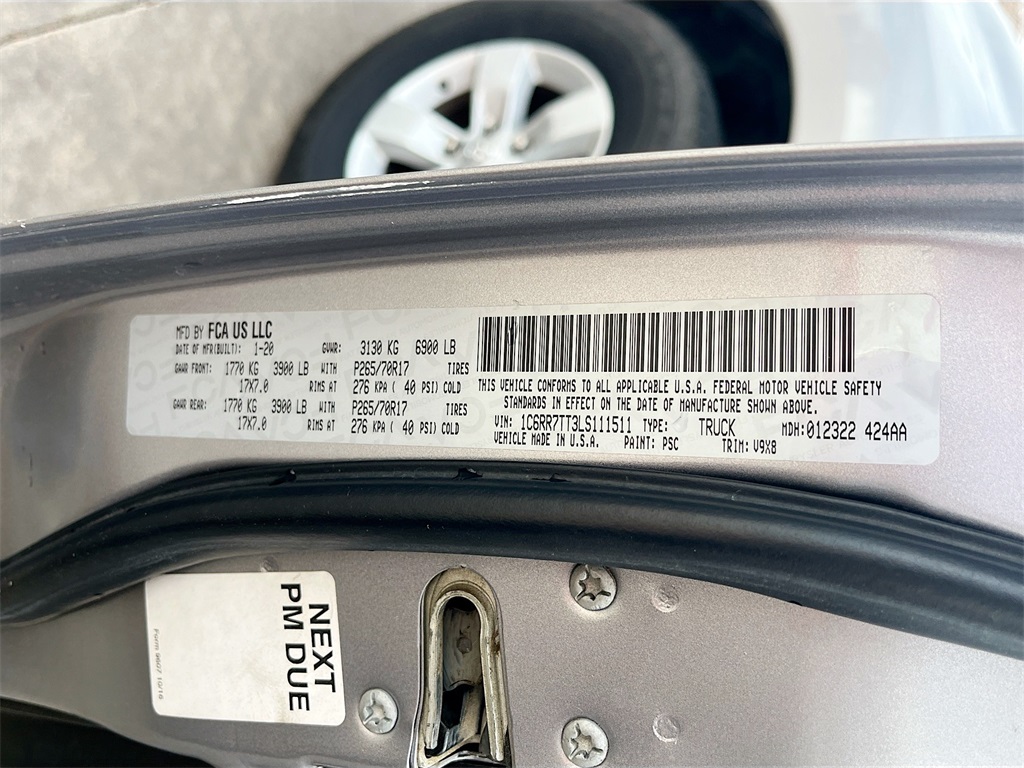 MFD BY FCA US LLC
DATE OF MFR(BUILT): 1-20 GVWR: 3130 KG 6900 LB
GAWR FRONT: 1770 KG 3900 LB WITH P265/70R17 TIRES
17X7.0 RIMS AT 276 KPA ( 40 PSI) COLD
GAWR REAR: 1770 KG 3900 LB WITH P265/70R17 TIRES
17X7.0 RIMS AT 276 KPA ( 40 PSI) COLD
THIS VEHICLE CONFORMS TO ALL APPLICABLE U.S.A. FEDERAL MOTOR VEHICLE SAFETY
STANDARDS IN EFFECT ON THE DATE OF MANUFACTURE SHOWN ABOVE.
VIN: 1C6RR7TT3LS111511 TYPE: TRUCK MDH:012322 424AA
VEHICLE MADE IN U.S.A. PAINT: PSC TRIM: V9X8
NEXT
PM DUE
Form 9607 10/16